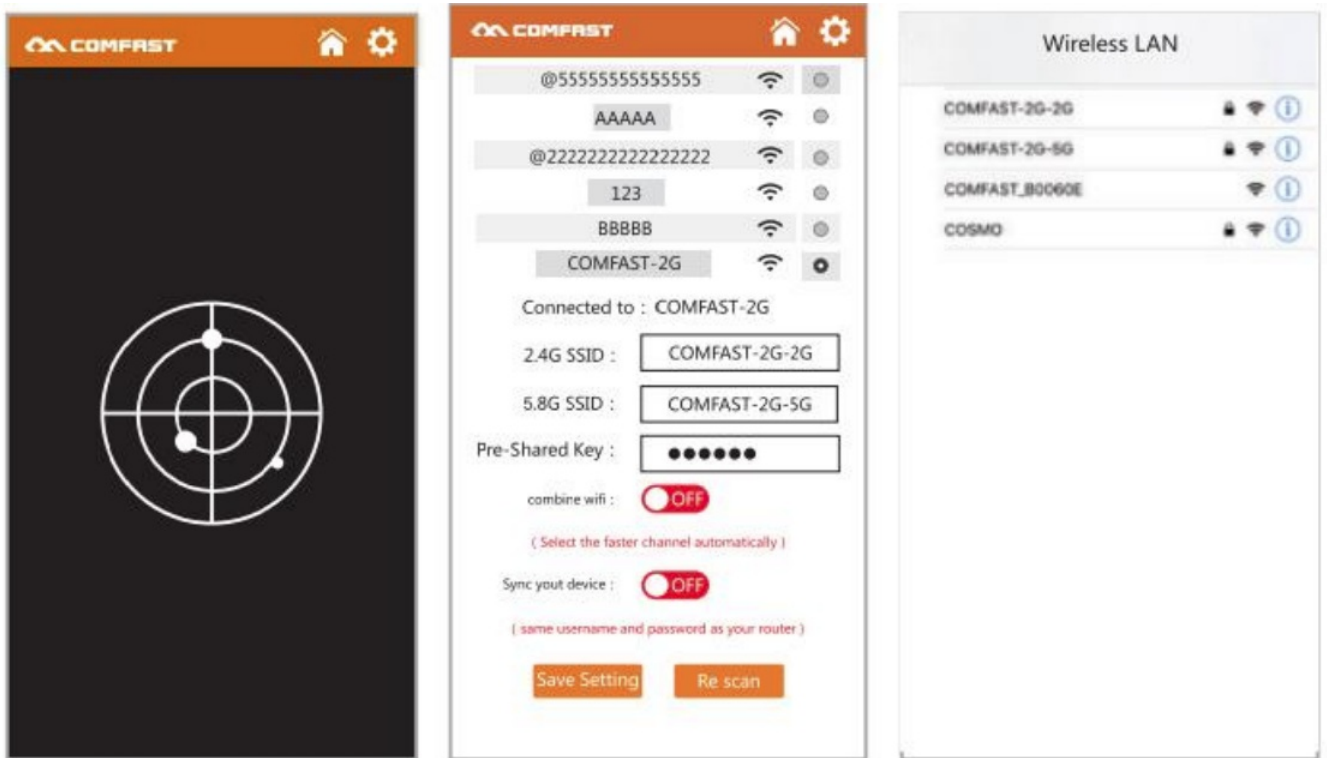 COMFAST
COMFAST
@55555555555555
AAAAA
@2222222222222222
123
BBBBB
COMFAST-2G
Connected to : COMFAST-2G
2.4G SSID : COMFAST-2G-2G
5.8G SSID : COMFAST-2G-5G
Pre-Shared Key : ●●●●●●
combine wifi : OFF
( Select the faster channel automatically )
Sync yout device : OFF
( same username and password as your router )
Save Setting Re scan
Wireless LAN
COMFAST-2G-2G
COMFAST-2G-5G
COMFAST_B0060E
COSMO